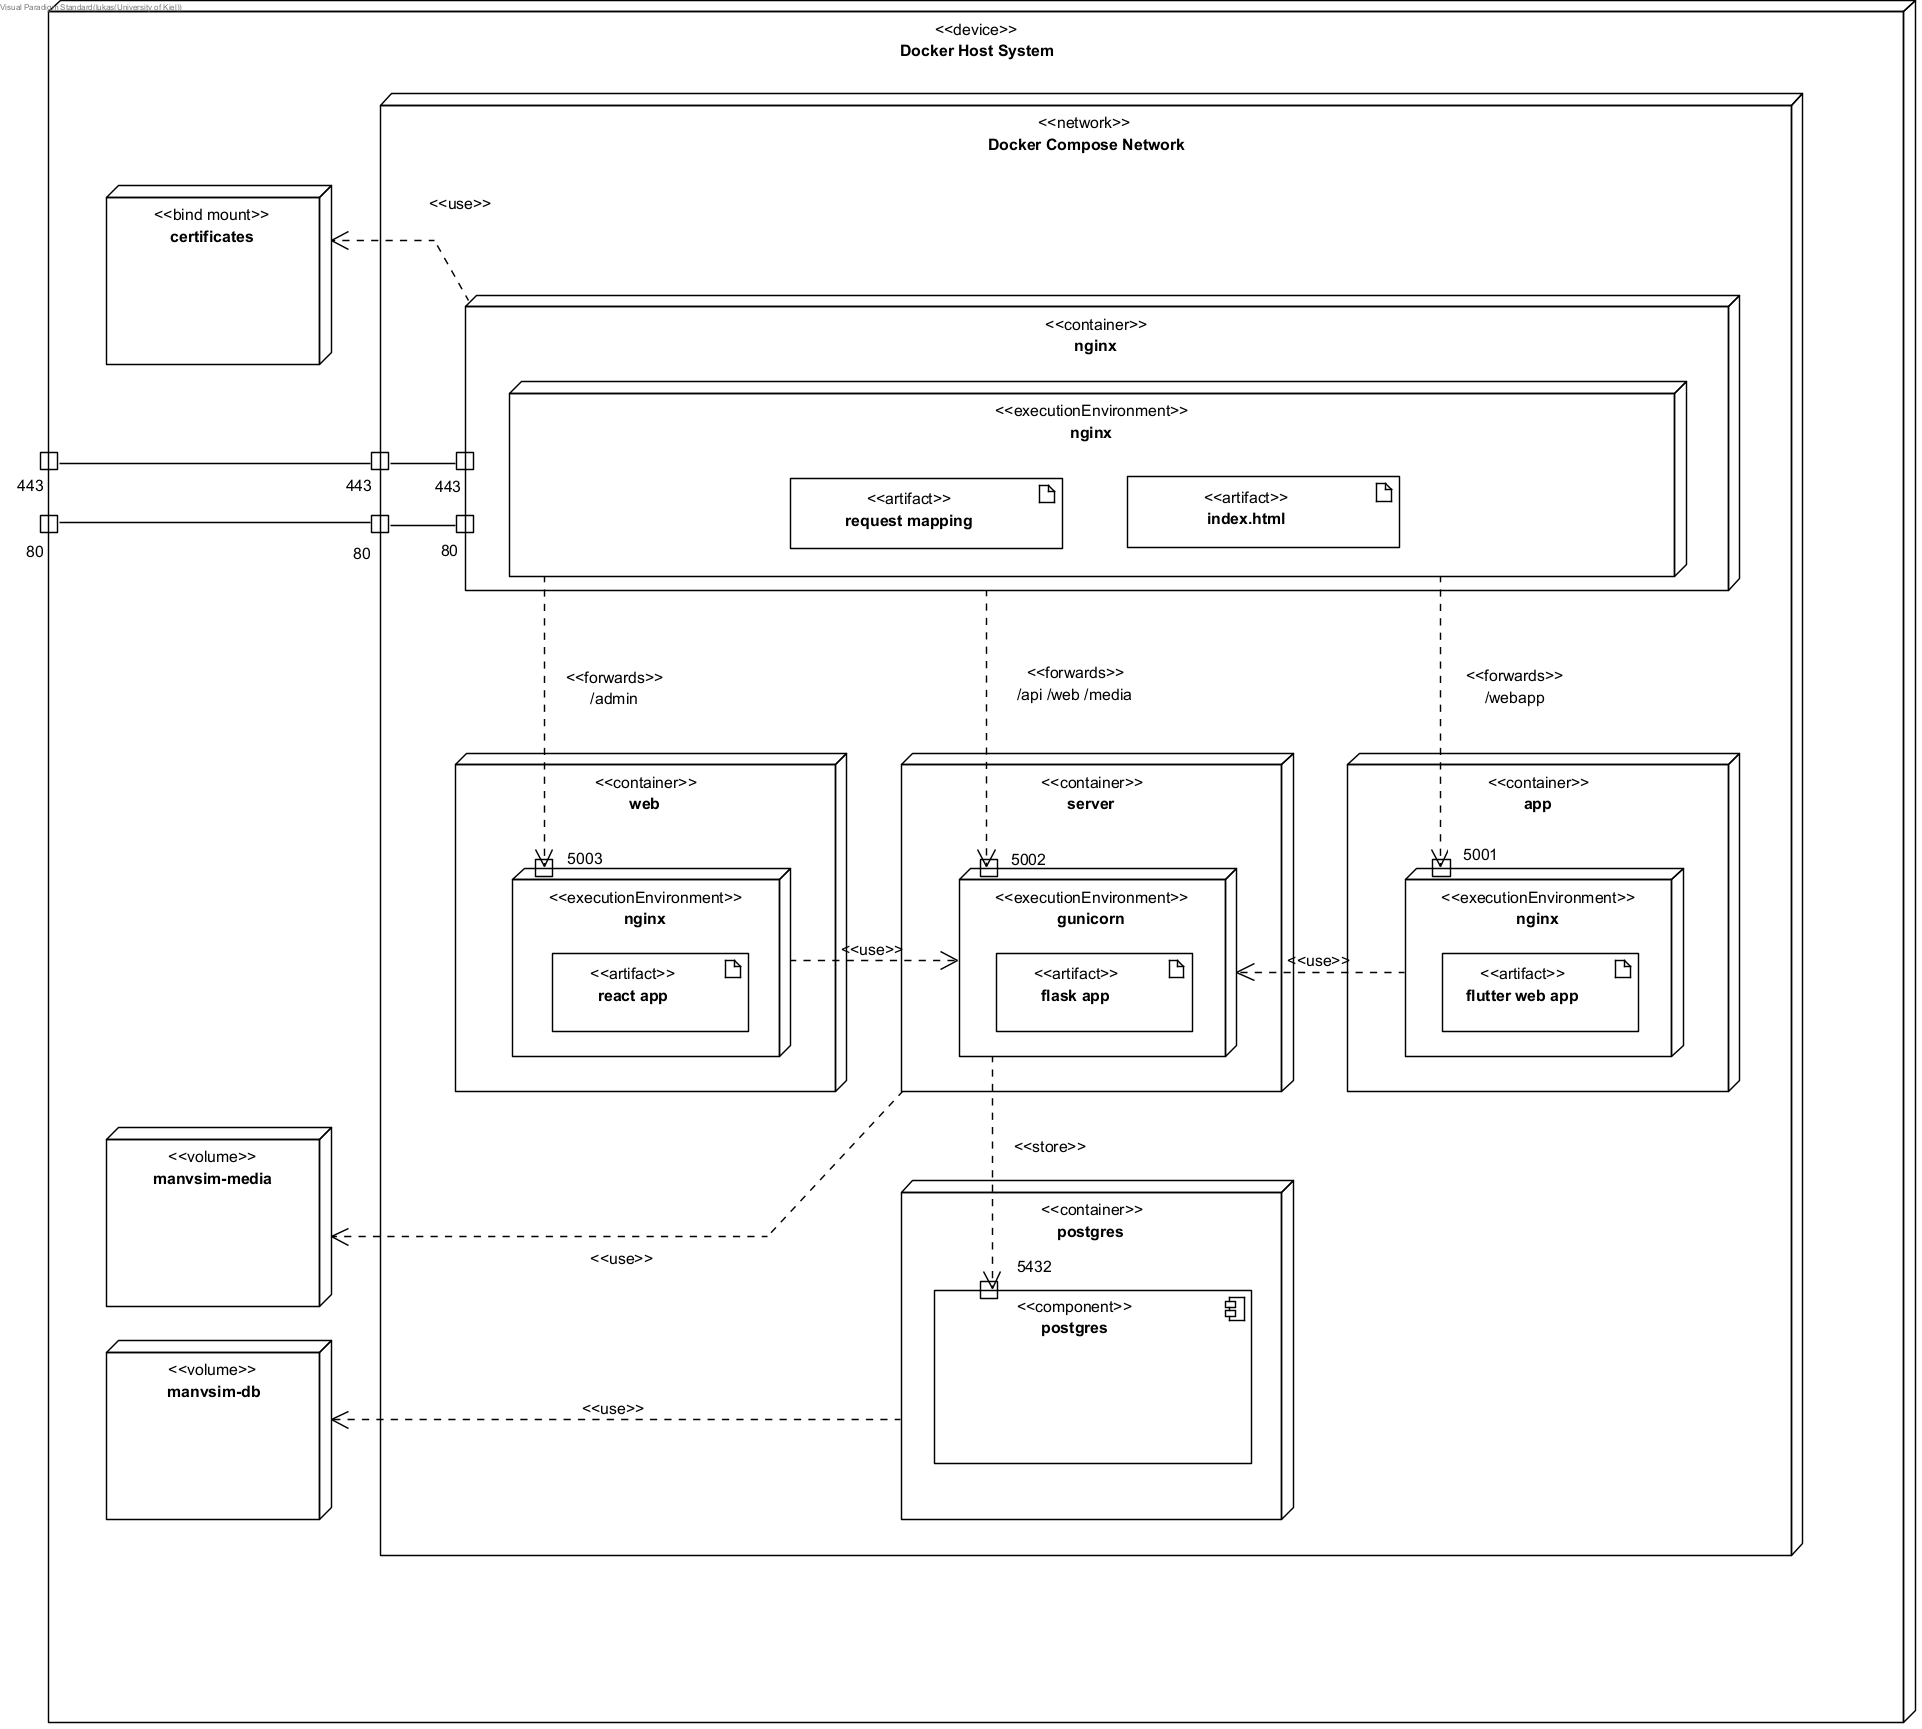 Visual Paradigm Standard(lukas(University of Kiel))
<<device>>
Docker Host System
<<network>>
Docker Compose Network
<<bind mount>>
certificates
<<use>>
<<container>>
nginx
<<executionEnvironment>>
nginx
<<artifact>>
request mapping
<<artifact>>
index.html
443
443
443
80
80
80
<<forwards>>
/admin
<<forwards>>
/api /web /media
<<forwards>>
/webapp
<<container>>
web
5003
<<executionEnvironment>>
nginx
<<artifact>>
react app
<<use>>
<<container>>
server
5002
<<executionEnvironment>>
gunicorn
<<artifact>>
flask app
<<use>>
<<container>>
app
5001
<<executionEnvironment>>
nginx
<<artifact>>
flutter web app
<<volume>>
manvsim-media
<<use>>
<<store>>
<<container>>
postgres
5432
<<component>>
postgres
<<volume>>
manvsim-db
<<use>>